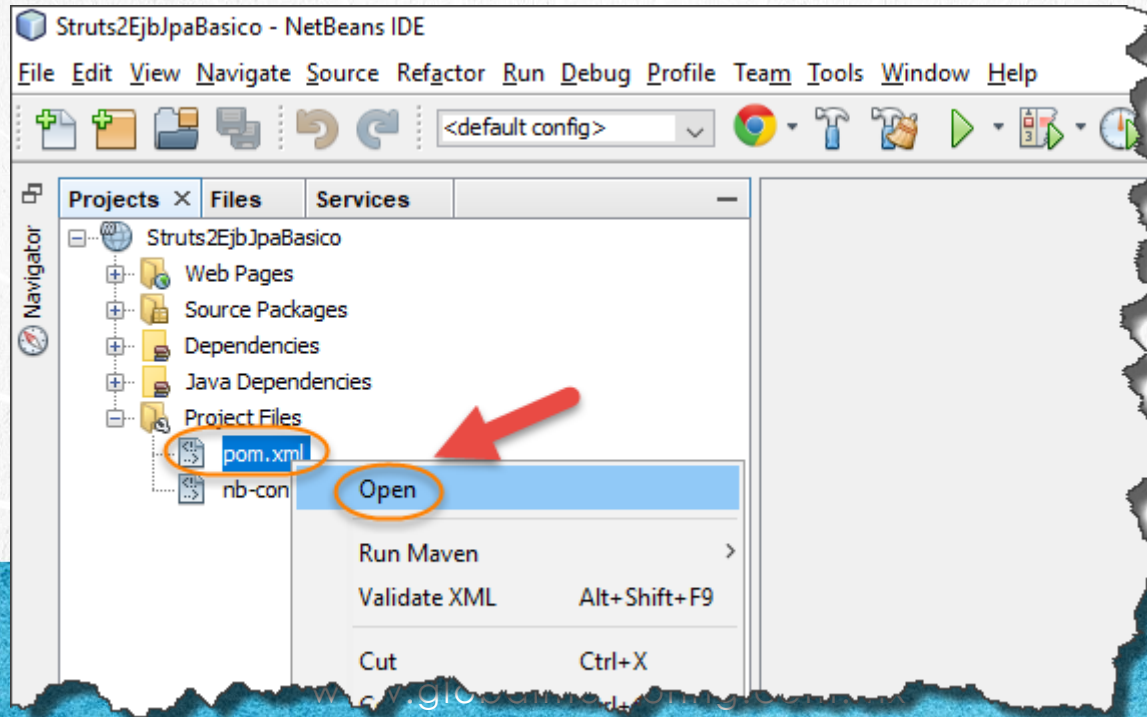 Struts2EjbJpaBasico - NetBeans IDE
File Edit View Navigate Source Refactor Run Debug Profile Team Tools Window Help
<default config>
Projects × Files Services
Navigator
Struts2EjbJpaBasico
Web Pages
Source Packages
Dependencies
Java Dependencies
Project Files
pom.xml
nb-con
Open
Run Maven >
Validate XML Alt+Shift+F9
Cut Ctrl+X